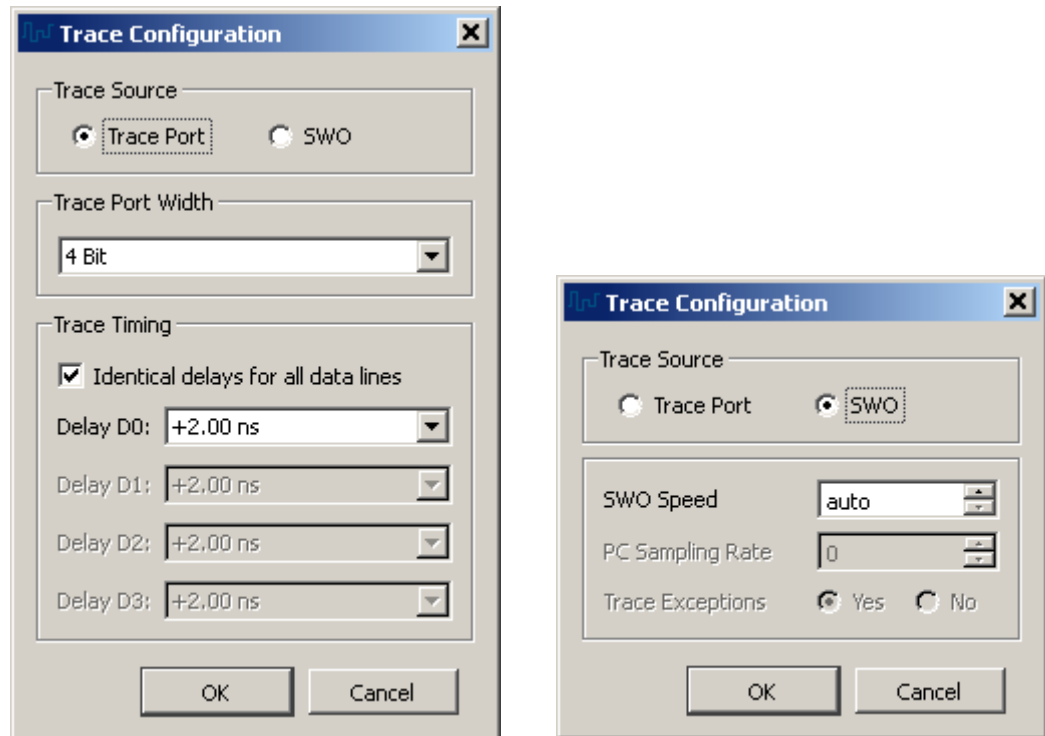 Trace Configuration
Trace Source
Trace Port SWO
Trace Port Width
4 Bit
Trace Timing
Identical delays for all data lines
Delay D0: +2.00 ns
Delay D1: +2.00 ns
Delay D2: +2.00 ns
Delay D3: +2.00 ns
OK Cancel
Trace Configuration
Trace Source
Trace Port SWO
SWO Speed auto
PC Sampling Rate 0
Trace Exceptions Yes No
OK Cancel